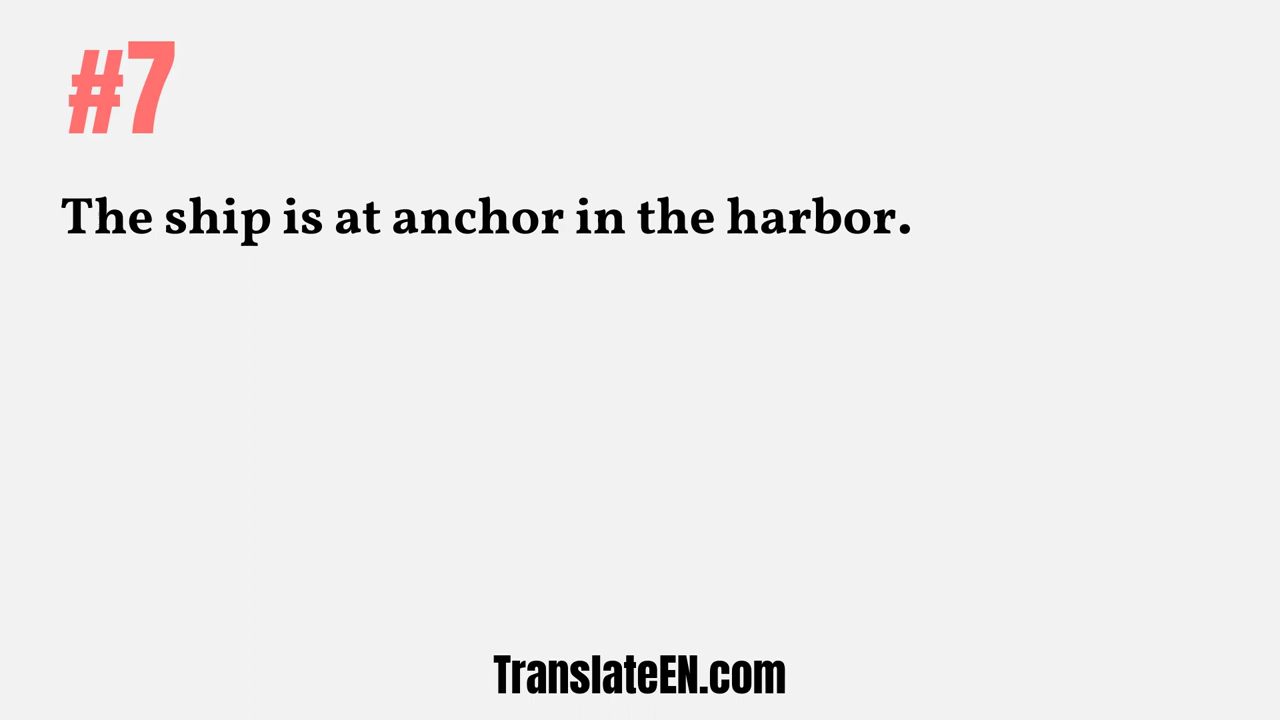 #7
The ship is at anchor in the harbor.
TranslateEN.com